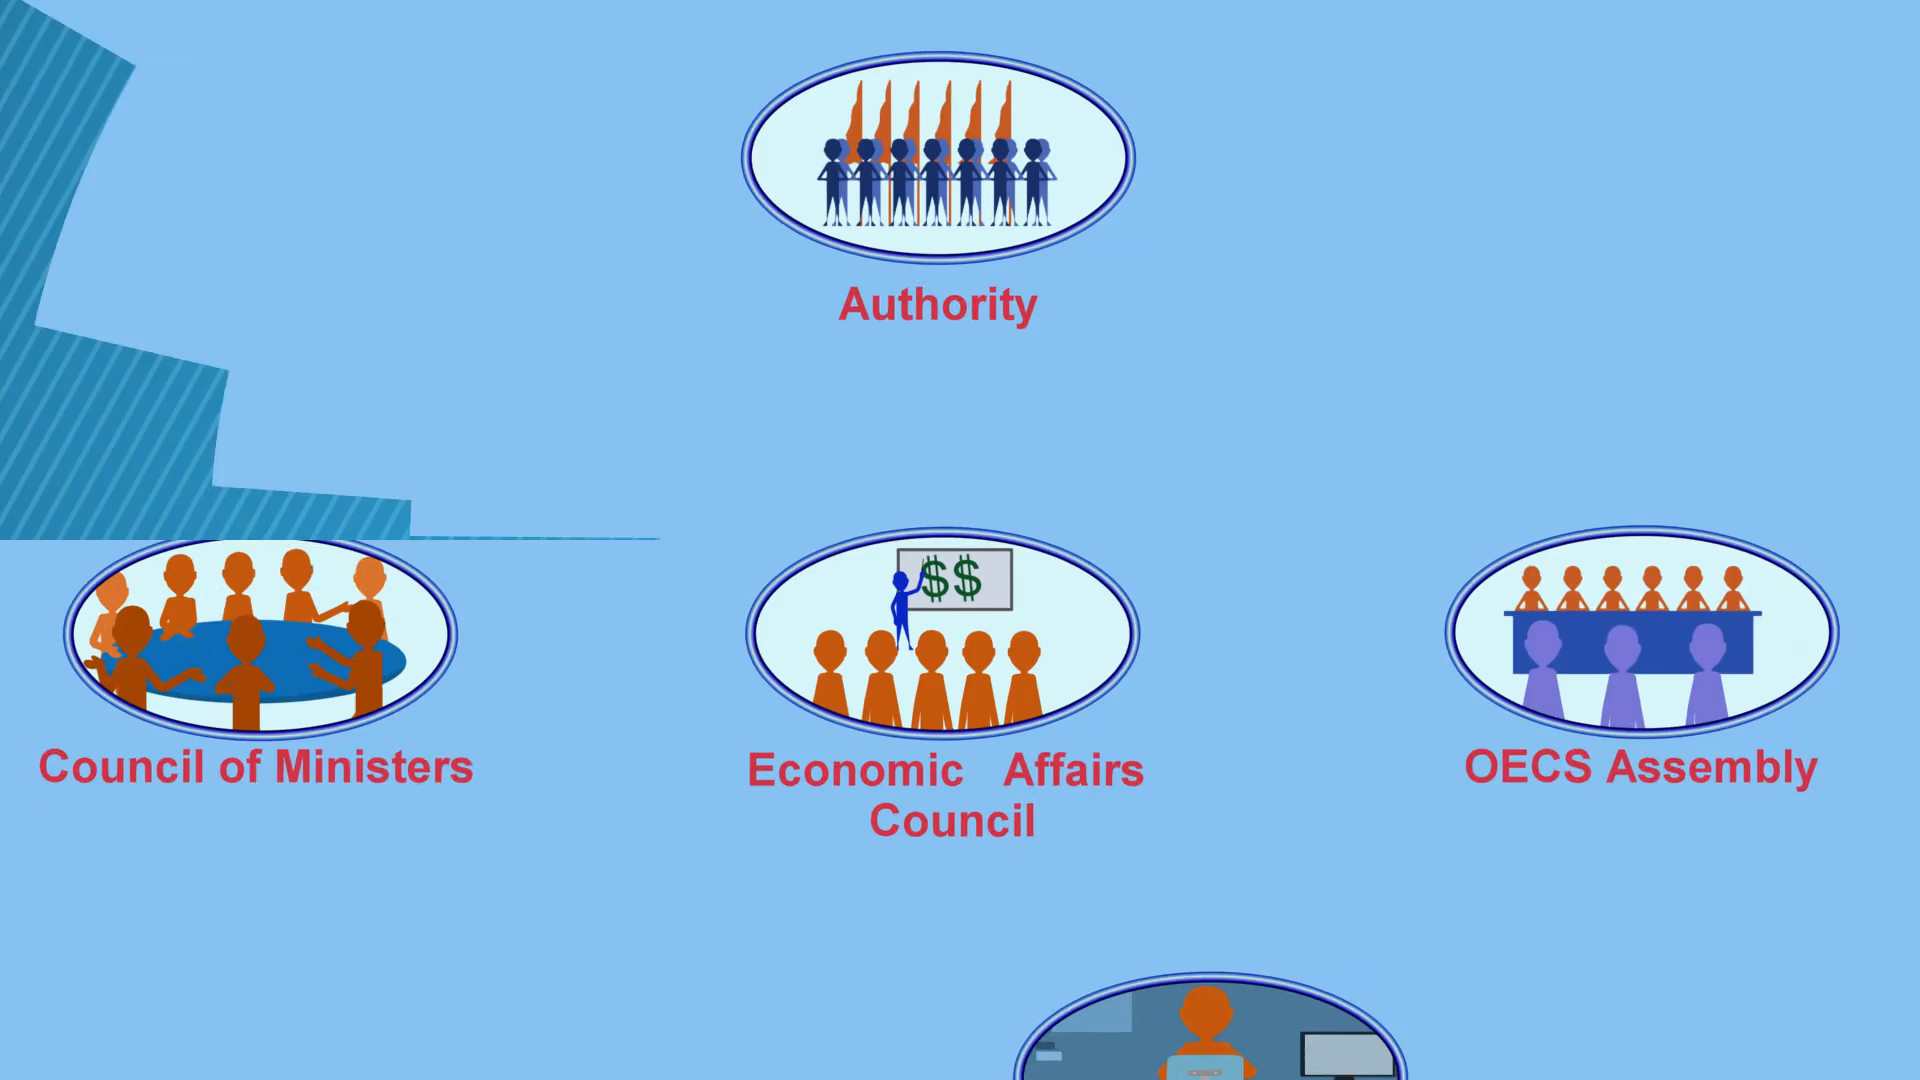 Authority
$$
Council of Ministers
Economic Affairs
Council
OECS Assembly